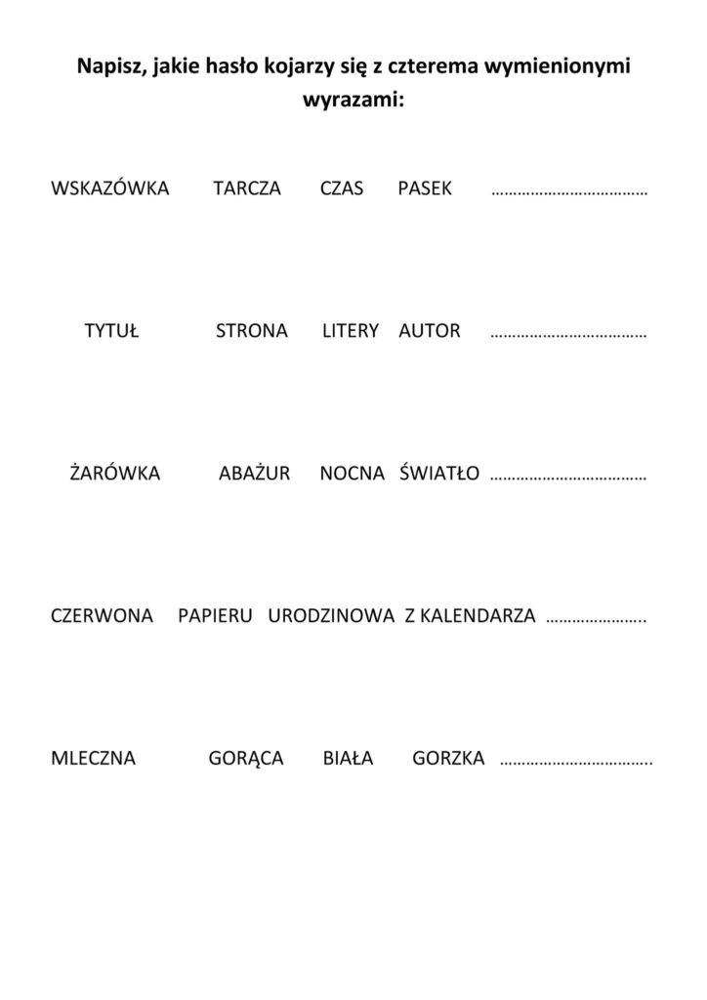 Napisz, jakie hasło kojarzy się z czterema wymienionymi
wyrazami:
WSKAZÓWKA TARCZA CZAS PASEK ………………………………
TYTUŁ STRONA LITERY AUTOR ………………………………
ŻARÓWKA ABAŻUR NOCNA ŚWIATŁO ………………………………
CZERWONA PAPIERU URODZINOWA Z KALENDARZA …………………..
MLECZNA GORĄCA BIAŁA GORZKA ……………………………..